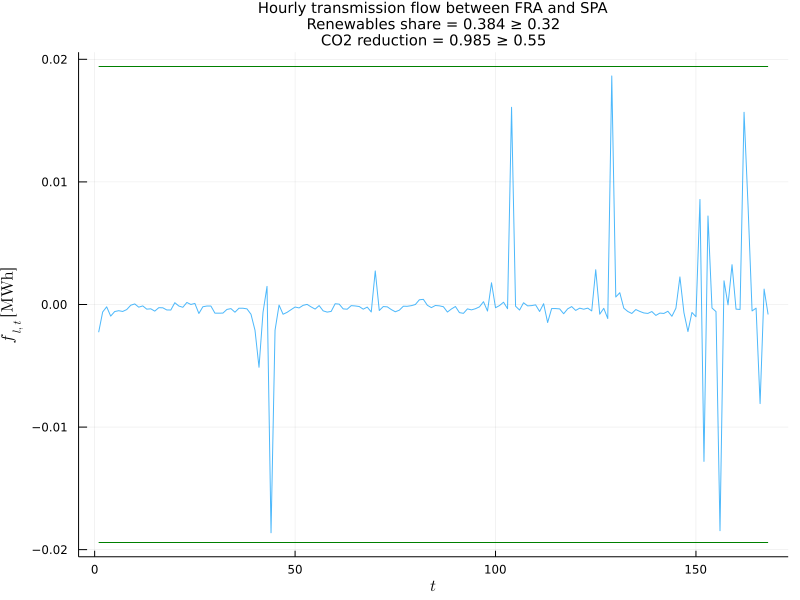 Hourly transmission flow between FRA and SPA
Renewables share = 0.384 ≥ 0.32
CO2 reduction = 0.985 ≥ 0.55
0.02
0.01
0.00
−0.01
−0.02
f_{l,t} [MWh]
0 50 100 150
t